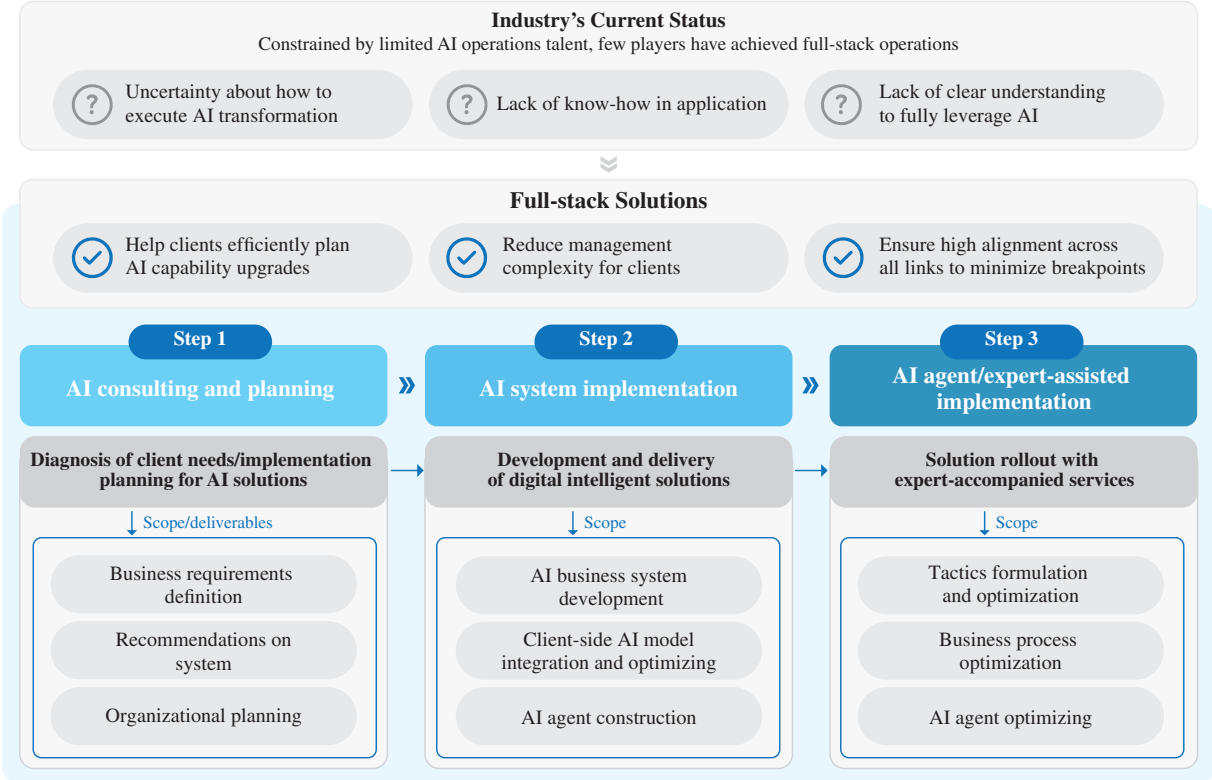 Industry’s Current Status
Constrained by limited AI operations talent, few players have achieved full-stack operations
Uncertainty about how to
execute AI transformation
Lack of know-how in application
Lack of clear understanding
to fully leverage AI
Full-stack Solutions
Help clients efficiently plan
AI capability upgrades
Reduce management
complexity for clients
Ensure high alignment across
all links to minimize breakpoints
Step 1
AI consulting and planning
Diagnosis of client needs/implementation
planning for AI solutions
Scope/deliverables
Business requirements
definition
Recommendations on
system
Organizational planning
Step 2
AI system implementation
Development and delivery
of digital intelligent solutions
Scope
AI business system
development
Client-side AI model
integration and optimizing
AI agent construction
Step 3
AI agent/expert-assisted
implementation
Solution rollout with
expert-accompanied services
Scope
Tactics formulation
and optimization
Business process
optimization
AI agent optimizing